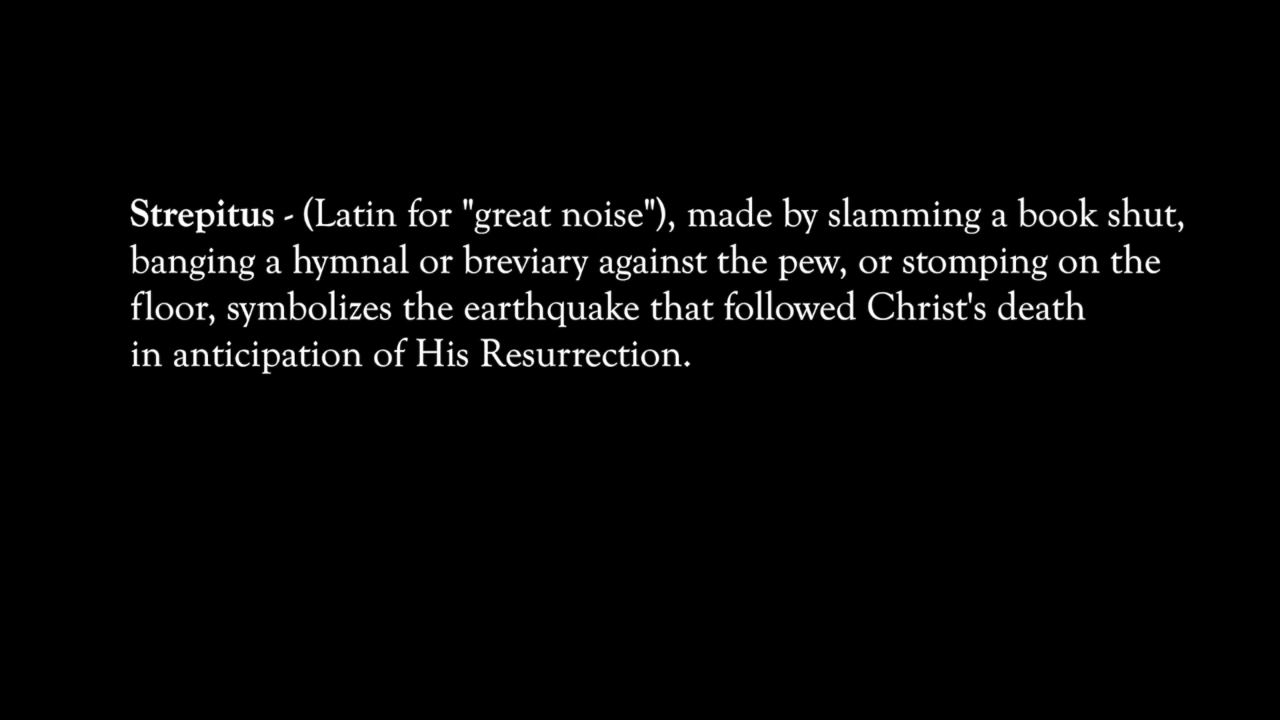 Strepitus - (Latin for "great noise"), made by slamming a book shut,
banging a hymnal or breviary against the pew, or stomping on the
floor, symbolizes the earthquake that followed Christ's death
in anticipation of His Resurrection.